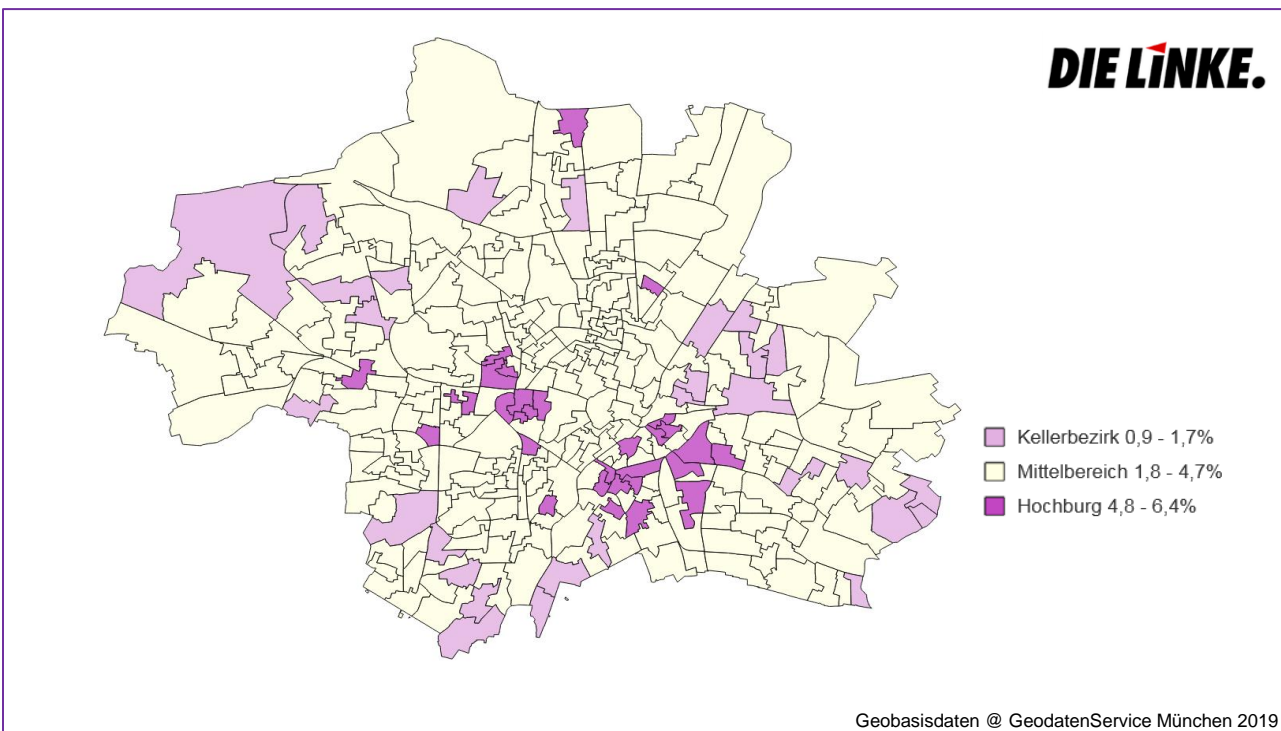 DIE LINKE.
Kellerbezirk 0,9 - 1,7%
Mittelbereich 1,8 - 4,7%
Hochburg 4,8 - 6,4%
Geobasisdaten @ GeodatenService München 2019